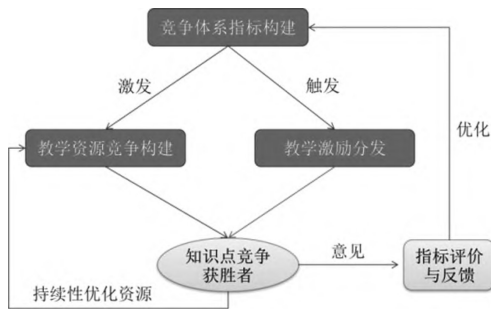 竞争体系指标构建
激发
触发
优化
教学资源竞争构建
教学激励分发
知识点竞争
获胜者
意见
指标评价
与反馈
持续性优化资源